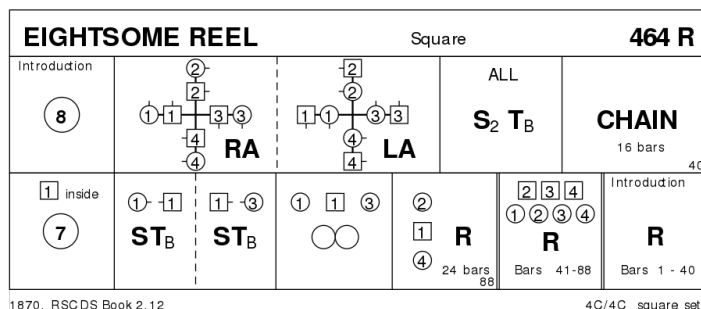 EIGHTSOME REEL Square 464 R
Introduction
8
2
2
1 1 3 3
4
4
RA
2
2
1 1 3 3
4
4
LA
ALL
S2 TB
CHAIN
16 bars
40
1 inside
7
1 1
STB
1 3
STB
1 1 3
2
1
4
R
24 bars
88
2 3 4
1 2 3 4
R
Bars 41-88
Introduction
R
Bars 1 - 40
1870, RSCDS Book 2.12 4C/4C square set